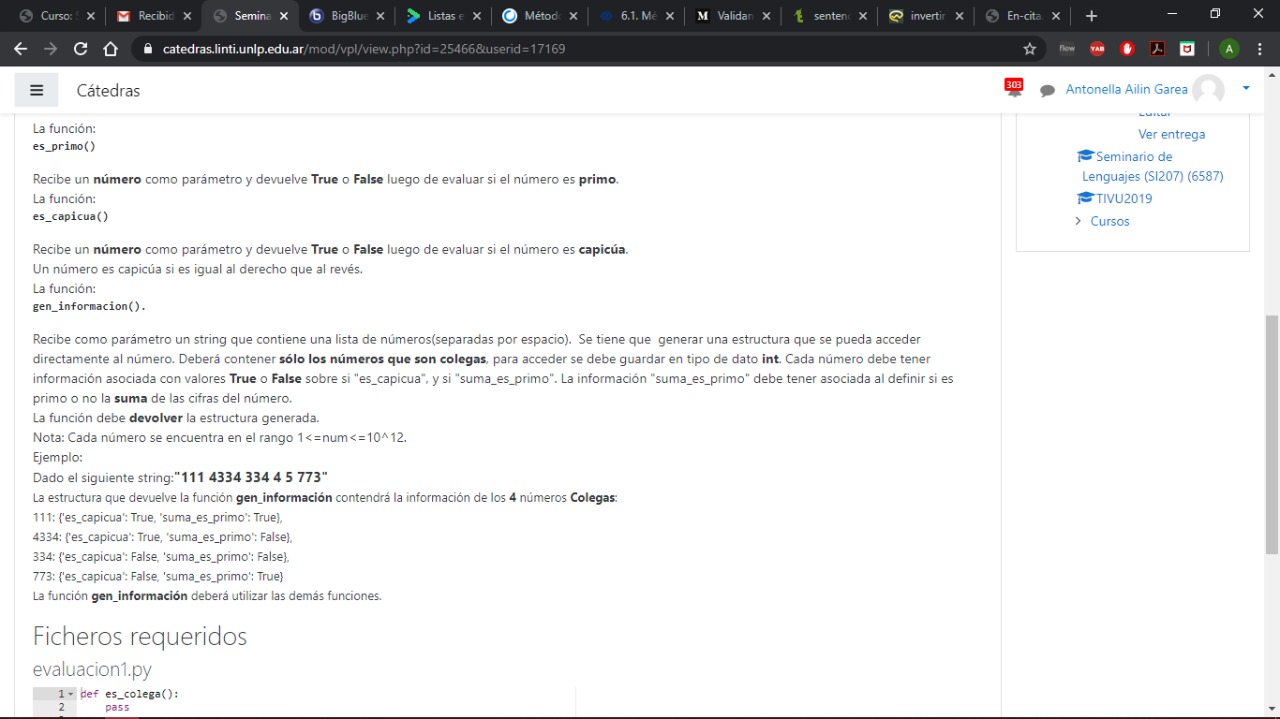 Curso: S
Recibid
Semina
BigBlue
Listas e
Métod
6.1. Mé
Validan
senten
invertir
En-cita
catedras.linti.unlp.edu.ar/mod/vpl/view.php?id=25466&userid=17169
flow
YAB
A
Cátedras
303
Antonella Ailin Garea
Editar
Ver entrega
Seminario de
Lenguajes (SI207) (6587)
TIVU2019
Cursos
La función:
es_primo()
Recibe un número como parámetro y devuelve True o False luego de evaluar si el número es primo.
La función:
es_capicua()
Recibe un número como parámetro y devuelve True o False luego de evaluar si el número es capicúa.
Un número es capicúa si es igual al derecho que al revés.
La función:
gen_informacion().
Recibe como parámetro un string que contiene una lista de números(separadas por espacio).  Se tiene que  generar una estructura que se pueda acceder
directamente al número. Deberá contener sólo los números que son colegas, para acceder se debe guardar en tipo de dato int. Cada número debe tener
información asociada con valores True o False sobre si "es_capicua", y si "suma_es_primo". La información "suma_es_primo" debe tener asociada al definir si es
primo o no la suma de las cifras del número.
La función debe devolver la estructura generada.
Nota: Cada número se encuentra en el rango 1<=num<=10^12.
Ejemplo:
Dado el siguiente string:"111 4334 334 4 5 773"
La estructura que devuelve la función gen_información contendrá la información de los 4 números Colegas:
111: {'es_capicua': True, 'suma_es_primo': True},
4334: {'es_capicua': True, 'suma_es_primo': False},
334: {'es_capicua': False, 'suma_es_primo': False},
773: {'es_capicua': False, 'suma_es_primo': True}
La función gen_información deberá utilizar las demás funciones.
Ficheros requeridos
evaluacion1.py
1 def es_colega():
2 pass